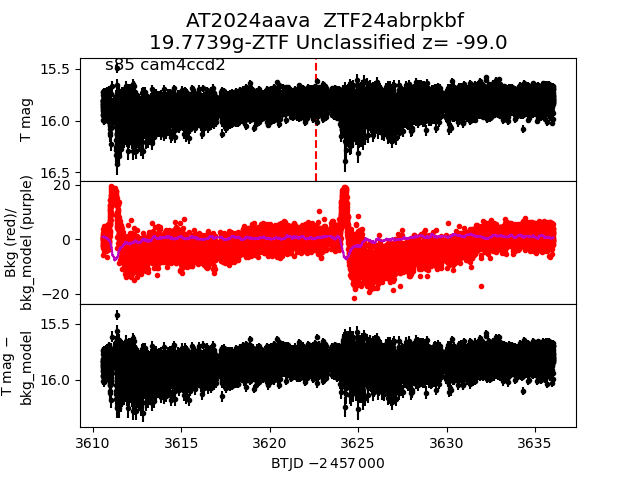 AT2024aava  ZTF24abrpkbf
19.7739g-ZTF Unclassified z= -99.0
s85 cam4ccd2
15.5
16.0
16.5
T mag
20
0
−20
Bkg (red)/
bkg_model (purple)
15.5
16.0
T mag −
bkg_model
3610 3615 3620 3625 3630 3635
BTJD −2 457 000